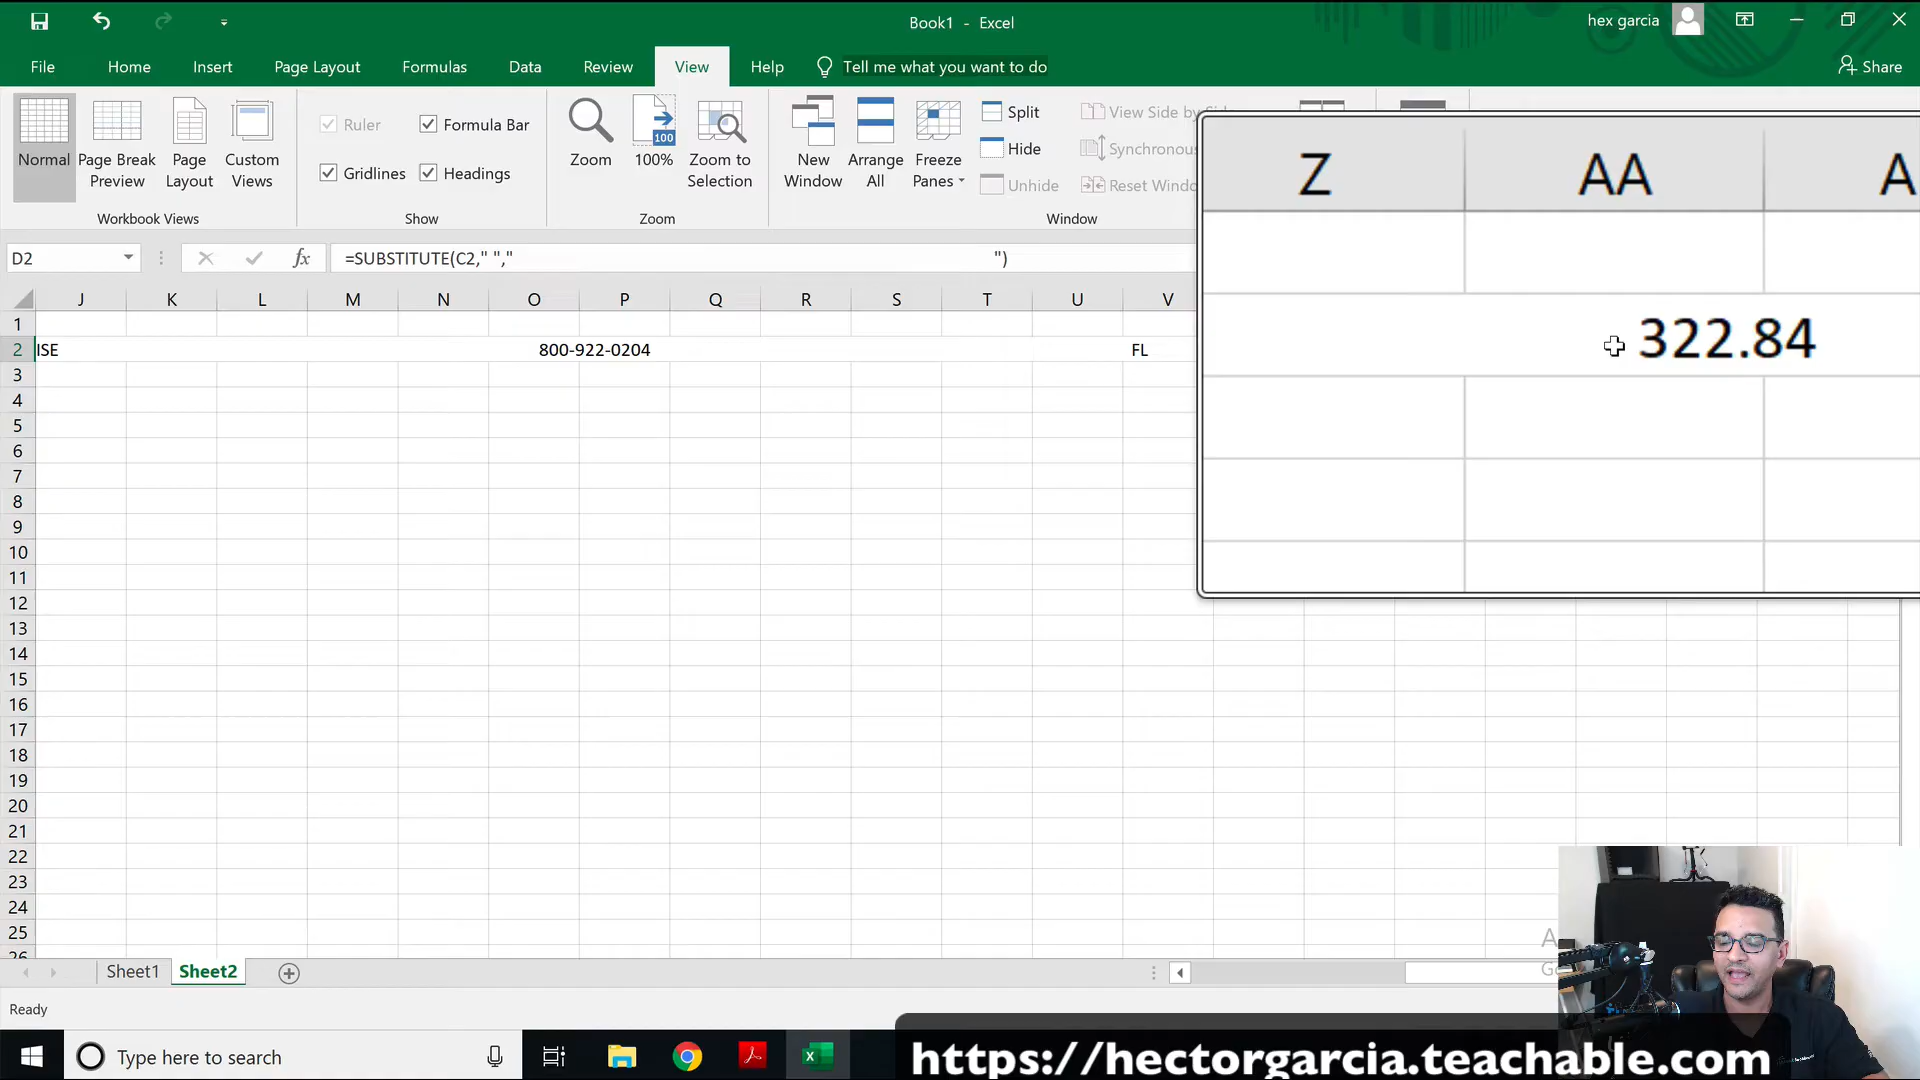 Book1 - Excel
hex garcia
File Home Insert Page Layout Formulas Data Review View Help Tell me what you want to do Share
Normal
Page Break Preview
Page Layout
Custom Views
Workbook Views
Ruler
Formula Bar
Gridlines
Headings
Show
Zoom
100
100%
Zoom to Selection
Zoom
New Window
Arrange All
Freeze Panes
Split
Hide
Unhide
View Side by Side
Synchronous
Reset Windo
Window
D2
fx
=SUBSTITUTE(C2," "," ")
J K L M N O P Q R S T U V
Z AA A
322.84
1
2 ISE 800-922-0204 FL
3
4
5
6
7
8
9
10
11
12
13
14
15
16
17
18
19
20
21
22
23
24
25
26
Sheet1 Sheet2
Ready
Type here to search
https://hectorgarcia.teachable.com